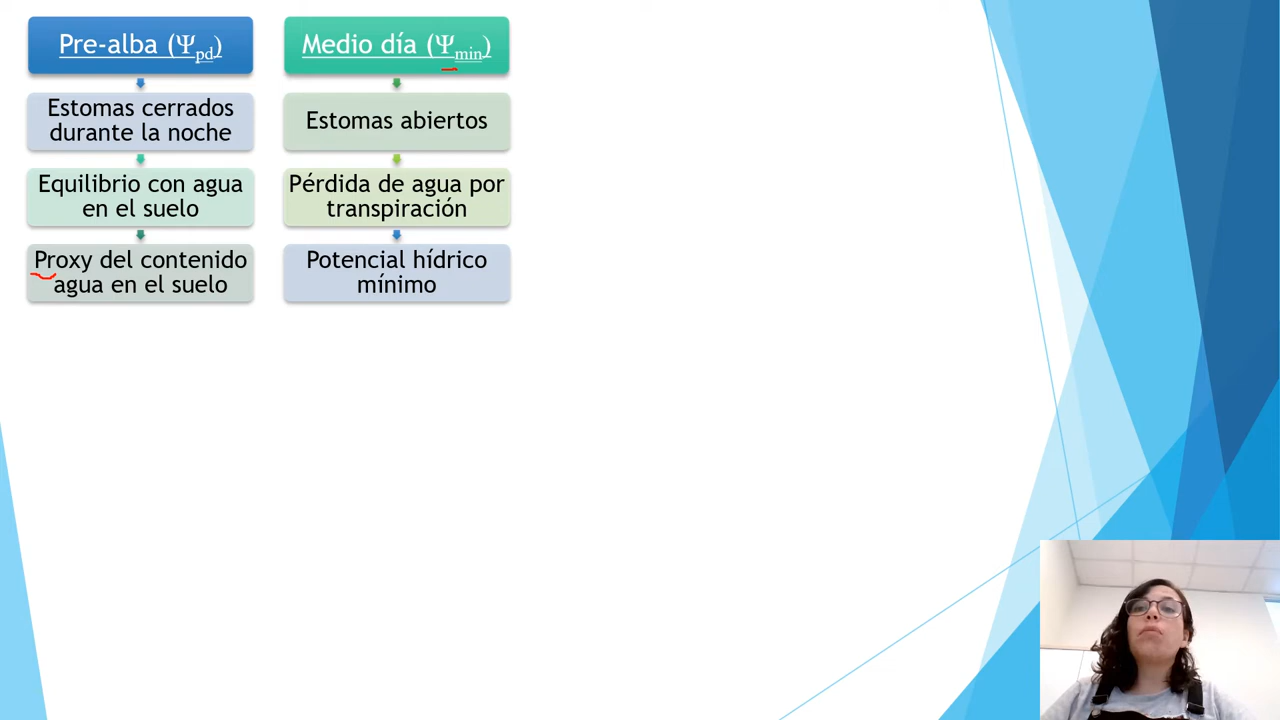 Pre-alba (Ψpd)
Estomas cerrados
durante la noche
Equilibrio con agua
en el suelo
Proxy del contenido
agua en el suelo
Medio día (Ψmin)
Estomas abiertos
Pérdida de agua por
transpiración
Potencial hídrico
mínimo